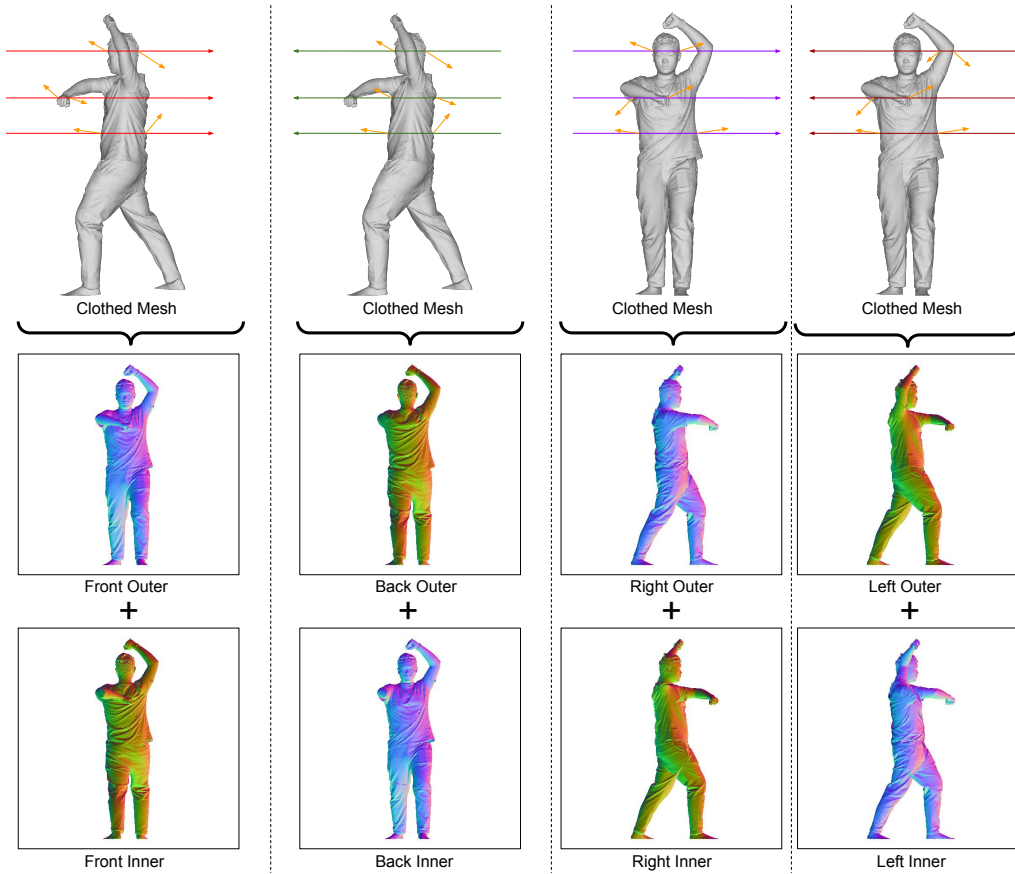 Clothed Mesh
Clothed Mesh
Clothed Mesh
Clothed Mesh
Front Outer
Back Outer
Right Outer
Left Outer
+
+
+
+
Front Inner
Back Inner
Right Inner
Left Inner